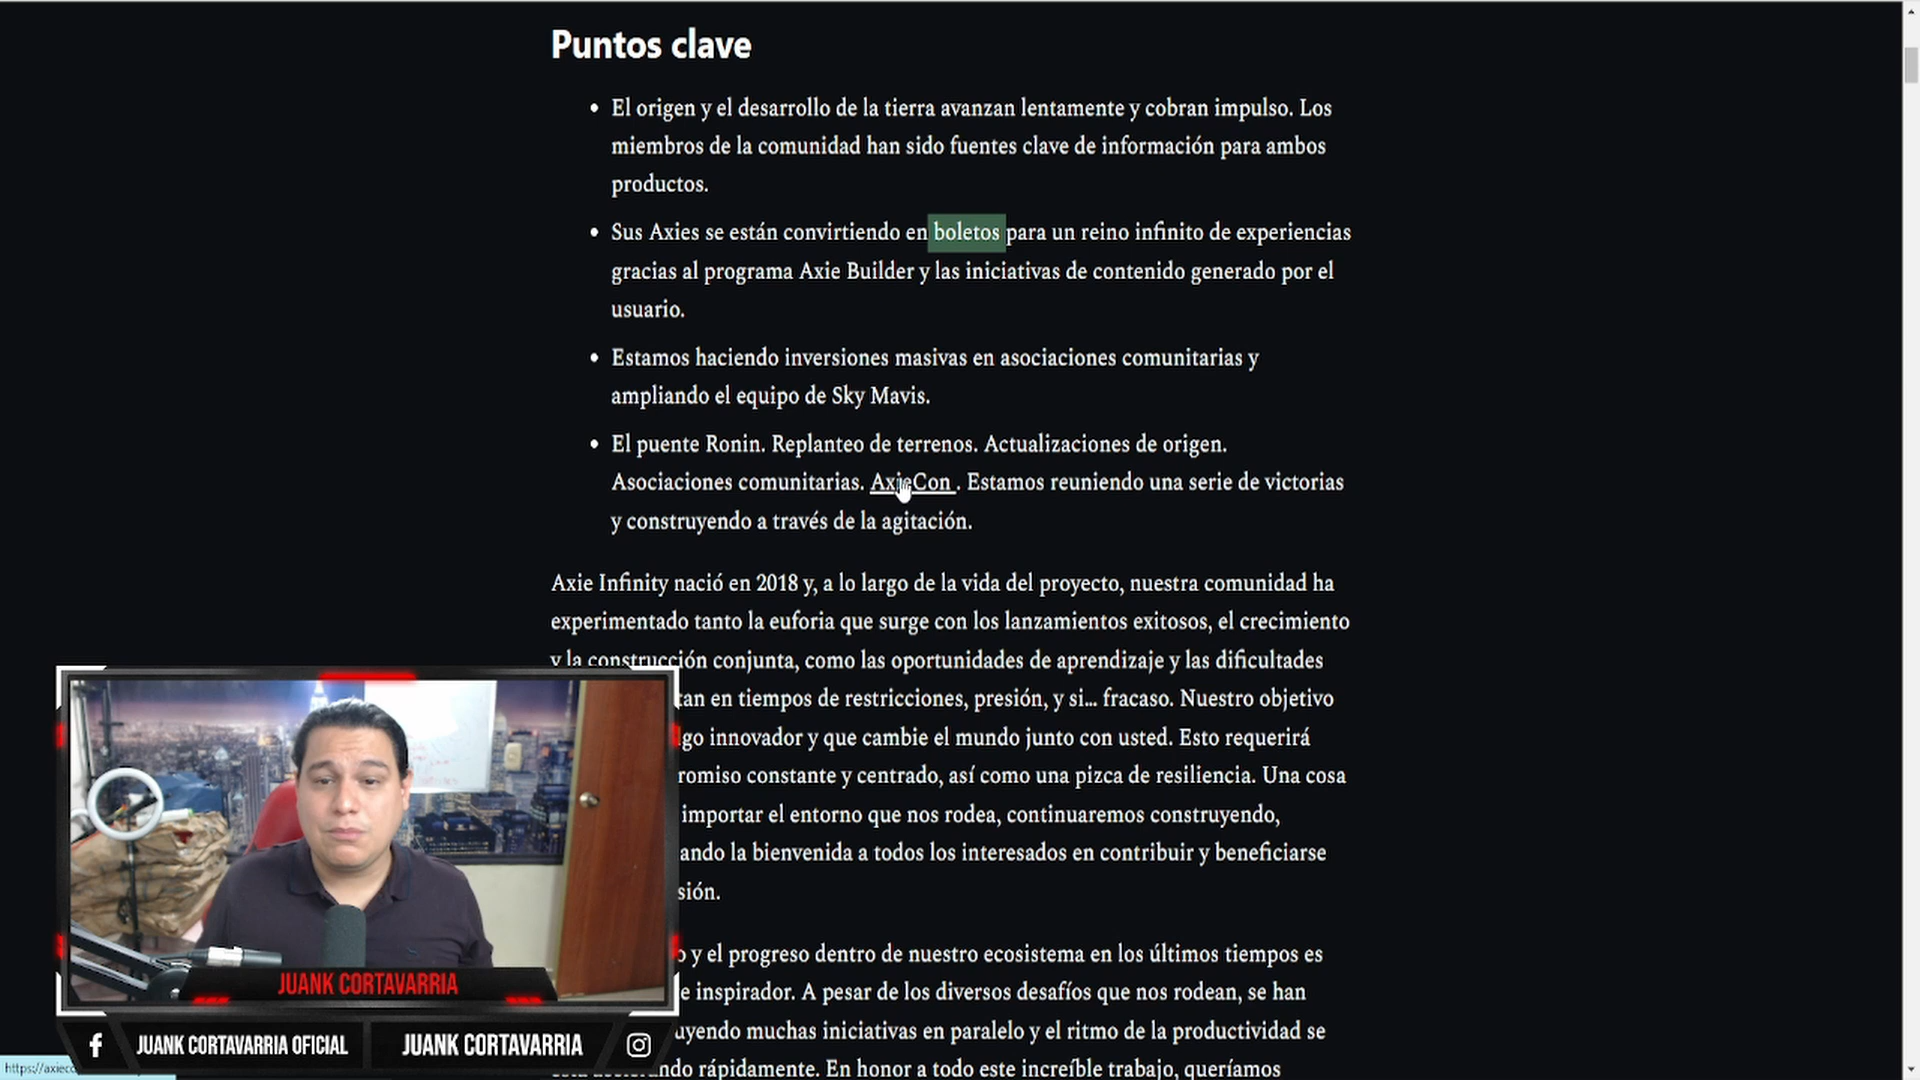 Puntos clave
• El origen y el desarrollo de la tierra avanzan lentamente y cobran impulso. Los
miembros de la comunidad han sido fuentes clave de información para ambos
productos.
• Sus Axies se están convirtiendo en boletos para un reino infinito de experiencias
gracias al programa Axie Builder y las iniciativas de contenido generado por el
usuario.
• Estamos haciendo inversiones masivas en asociaciones comunitarias y
ampliando el equipo de Sky Mavis.
• El puente Ronin. Replanteo de terrenos. Actualizaciones de origen.
Asociaciones comunitarias. AxieCon . Estamos reuniendo una serie de victorias
y construyendo a través de la agitación.
Axie Infinity nació en 2018 y, a lo largo de la vida del proyecto, nuestra comunidad ha
experimentado tanto la euforia que surge con los lanzamientos exitosos, el crecimiento
y la construcción conjunta, como las oportunidades de aprendizaje y las dificultades
en tiempos de restricciones, presión, y si... fracaso. Nuestro objetivo
innovador y que cambie el mundo junto con usted. Esto requerirá
constante y centrado, así como una pizca de resiliencia. Una cosa
importar el entorno que nos rodea, continuaremos construyendo,
la bienvenida a todos los interesados en contribuir y beneficiarse
y el progreso dentro de nuestro ecosistema en los últimos tiempos es
inspirador. A pesar de los diversos desafíos que nos rodean, se han
muchas iniciativas en paralelo y el ritmo de la productividad se
rápidamente. En honor a todo este increíble trabajo, queríamos
JUANK CORTAVARRIA
JUANK CORTAVARRIA OFICIAL
JUANK CORTAVARRIA